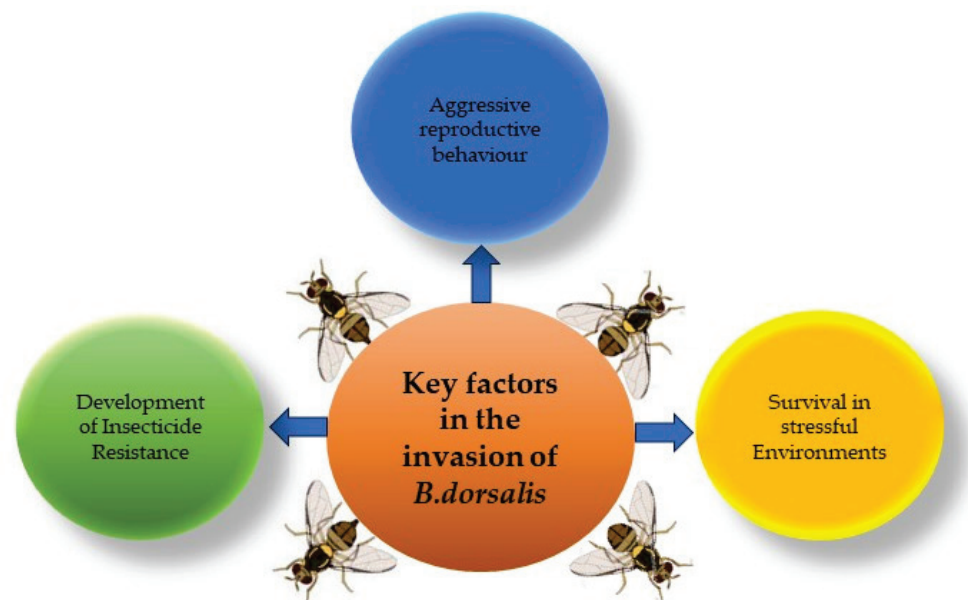 Aggressive
reproductive
behaviour
Key factors
in the
invasion of
B.dorsalis
Development
of Insecticide
Resistance
Survival in
stressful
Environments